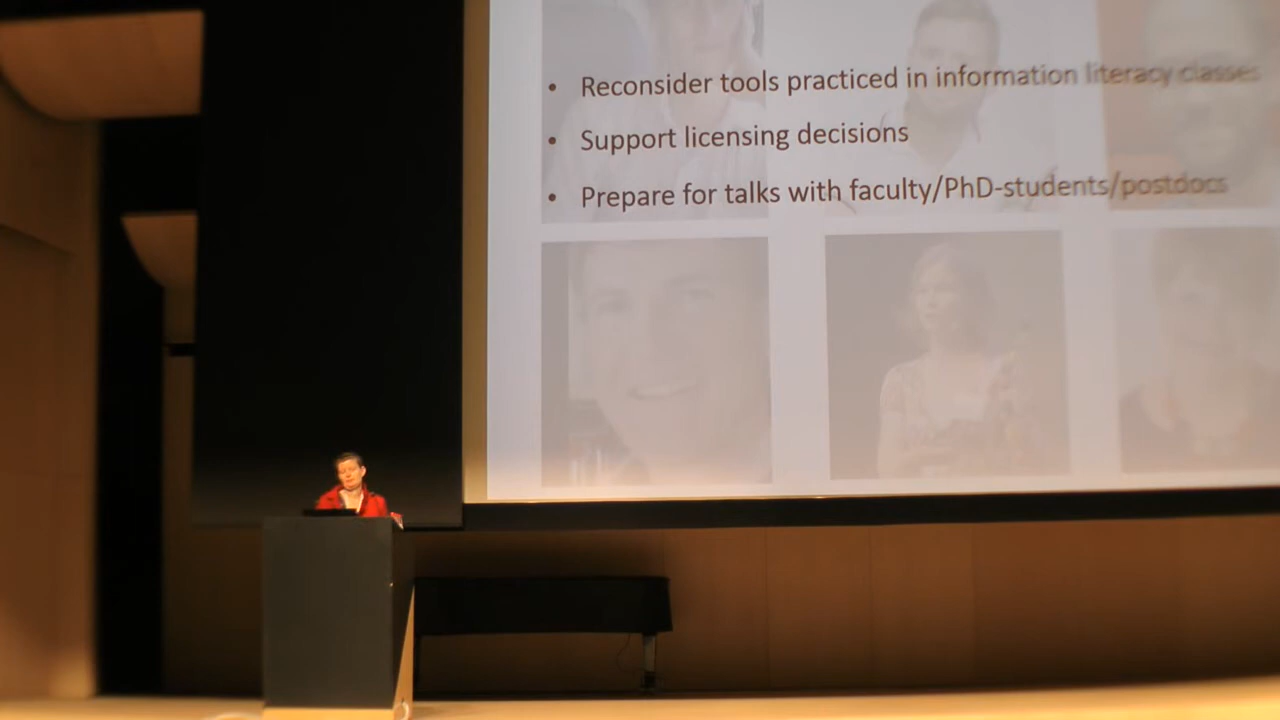 • Reconsider tools practiced in information literacy classes
• Support licensing decisions
• Prepare for talks with faculty/PhD-students/postdocs